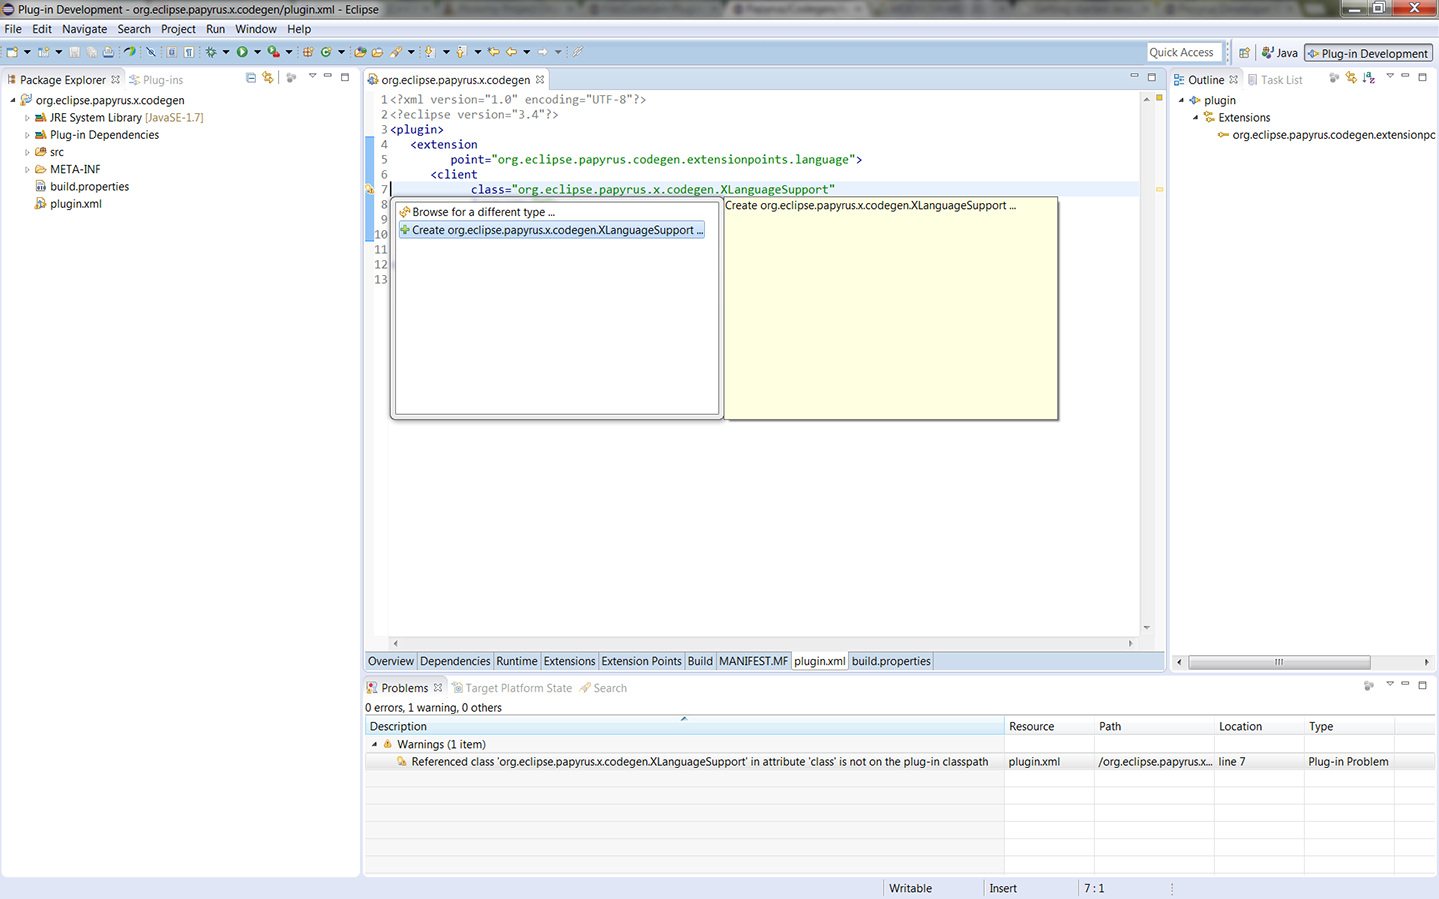 Plug-in Development - org.eclipse.papyrus.x.codegen/plugin.xml - Eclipse
File Edit Navigate Search Project Run Window Help
Quick Access
Java
Plug-in Development
Package Explorer
Plug-ins
org.eclipse.papyrus.x.codegen
JRE System Library [JavaSE-1.7]
Plug-in Dependencies
src
META-INF
build.properties
plugin.xml
org.eclipse.papyrus.x.codegen
1 <?xml version="1.0" encoding="UTF-8"?>
2 <?eclipse version="3.4"?>
3 <plugin>
4 <extension
5 point="org.eclipse.papyrus.codegen.extensionpoints.language">
6 <client
7 class="org.eclipse.papyrus.x.codegen.XLanguageSupport"
8
9
10
11
12
13
Browse for a different type ...
Create org.eclipse.papyrus.x.codegen.XLanguageSupport ...
Create org.eclipse.papyrus.x.codegen.XLanguageSupport ...
Overview Dependencies Runtime Extensions Extension Points Build MANIFEST.MF plugin.xml build.properties
Outline
Task List
plugin
Extensions
org.eclipse.papyrus.codegen.extensionpc
Problems
Target Platform State
Search
0 errors, 1 warning, 0 others
Description Resource Path Location Type
Warnings (1 item)
Referenced class 'org.eclipse.papyrus.x.codegen.XLanguageSupport' in attribute 'class' is not on the plug-in classpath plugin.xml /org.eclipse.papyrus.x... line 7 Plug-in Problem
Writable Insert 7 : 1